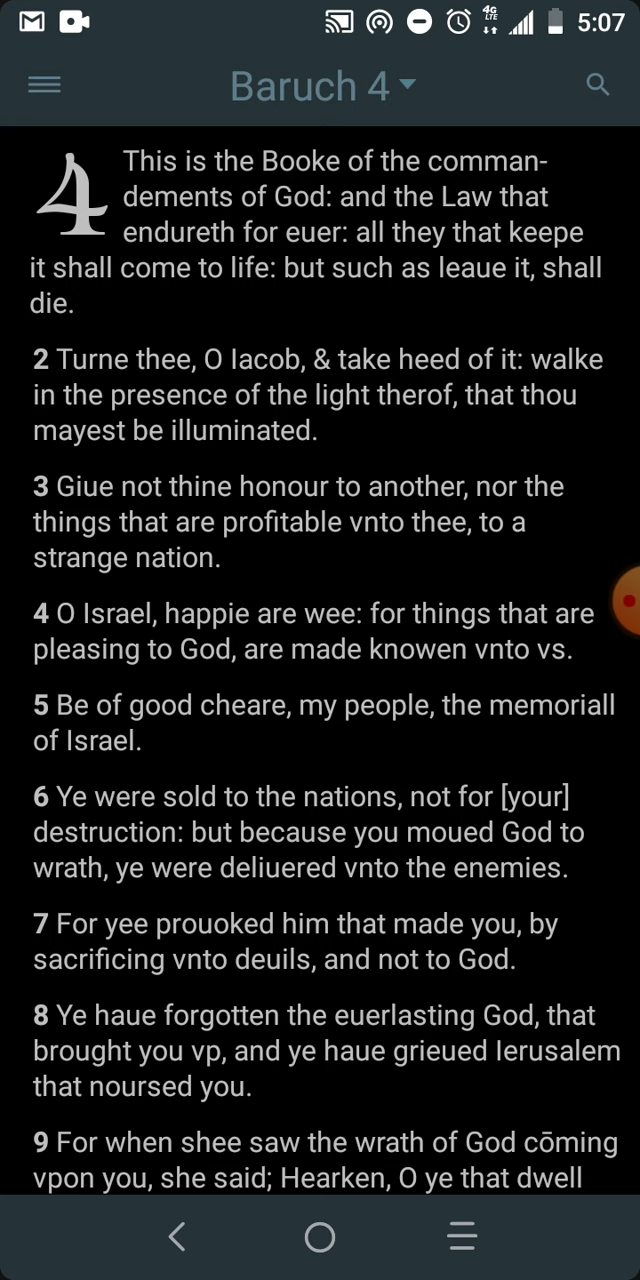 4G
LTE
5:07
Baruch 4
4 This is the Booke of the comman-
dements of God: and the Law that
endureth for euer: all they that keepe
it shall come to life: but such as leaue it, shall
die.
2 Turne thee, O Iacob, & take heed of it: walke
in the presence of the light therof, that thou
mayest be illuminated.
3 Giue not thine honour to another, nor the
things that are profitable vnto thee, to a
strange nation.
4 O Israel, happie are wee: for things that are
pleasing to God, are made knowen vnto vs.
5 Be of good cheare, my people, the memoriall
of Israel.
6 Ye were sold to the nations, not for [your]
destruction: but because you moued God to
wrath, ye were deliuered vnto the enemies.
7 For yee prouoked him that made you, by
sacrificing vnto deuils, and not to God.
8 Ye haue forgotten the euerlasting God, that
brought you vp, and ye haue grieued Ierusalem
that noursed you.
9 For when shee saw the wrath of God cōming
vpon you, she said; Hearken, O ye that dwell